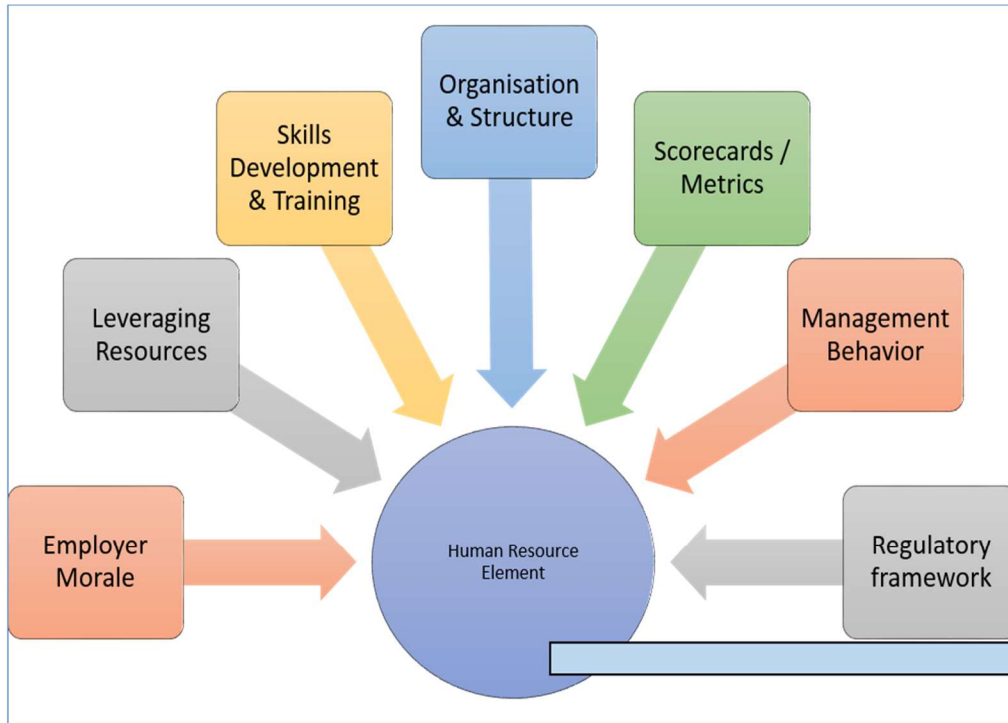 Organisation
& Structure
Skills
Development
& Training
Scorecards /
Metrics
Leveraging
Resources
Management
Behavior
Employer
Morale
Human Resource
Element
Regulatory
framework